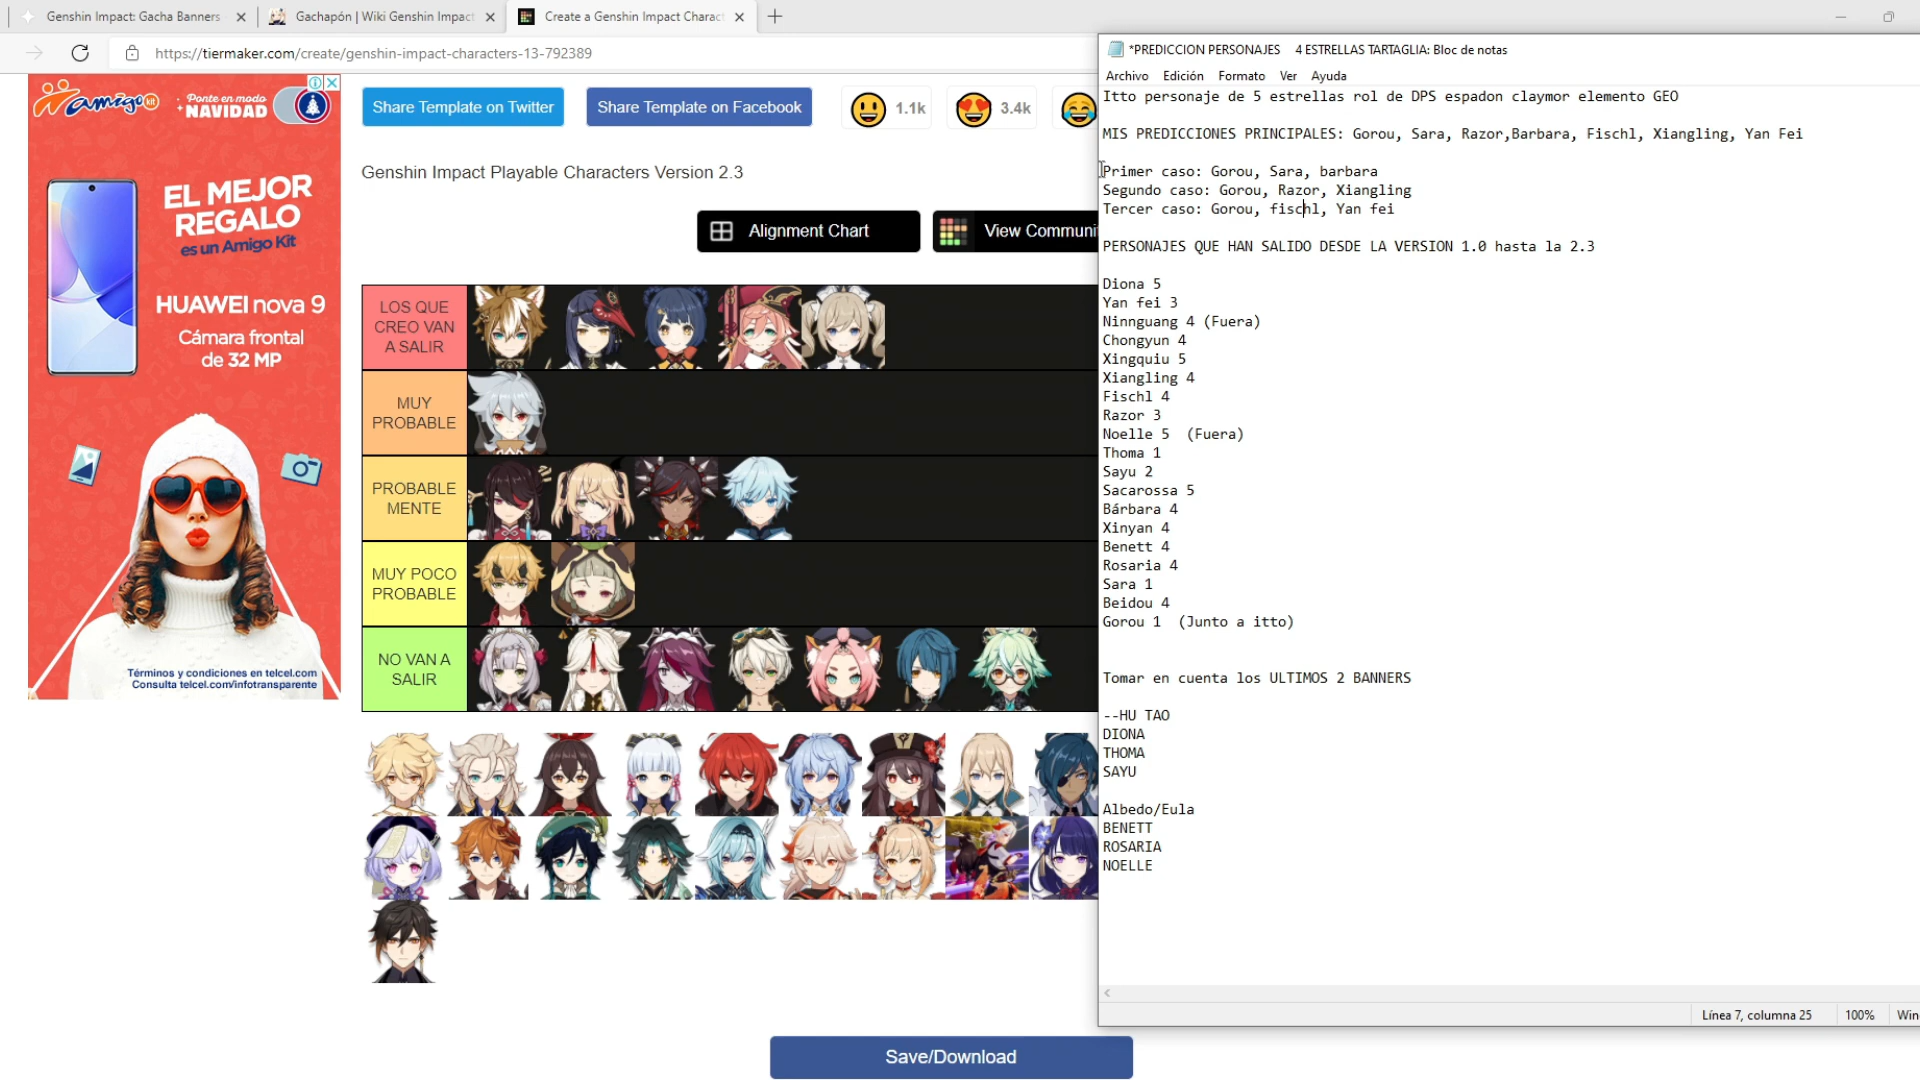 Genshin Impact: Gacha Banners
Gachapón | Wiki Genshin Impact
Create a Genshin Impact Charac
https://tiermaker.com/create/genshin-impact-characters-13-792389
amigo kit
Ponte en modo
NAVIDAD
EL MEJOR
REGALO
es un Amigo Kit
HUAWEI nova 9
Cámara frontal
de 32 MP
Términos y condiciones en telcel.com
Consulta telcel.com/infotransparente
Share Template on Twitter
Share Template on Facebook
1.1k
3.4k
Genshin Impact Playable Characters Version 2.3
Alignment Chart
View Communi
LOS QUE
CREO VAN
A SALIR
MUY
PROBABLE
PROBABLE
MENTE
MUY POCO
PROBABLE
NO VAN A
SALIR
Save/Download
*PREDICCION PERSONAJES 4 ESTRELLAS TARTAGLIA: Bloc de notas
Archivo Edición Formato Ver Ayuda
Itto personaje de 5 estrellas rol de DPS espadon claymor elemento GEO
MIS PREDICCIONES PRINCIPALES: Gorou, Sara, Razor,Barbara, Fischl, Xiangling, Yan Fei
Primer caso: Gorou, Sara, barbara
Segundo caso: Gorou, Razor, Xiangling
Tercer caso: Gorou, fischl, Yan fei
PERSONAJES QUE HAN SALIDO DESDE LA VERSION 1.0 hasta la 2.3
Diona 5
Yan fei 3
Ninnguang 4 (Fuera)
Chongyun 4
Xingquiu 5
Xiangling 4
Fischl 4
Razor 3
Noelle 5 (Fuera)
Thoma 1
Sayu 2
Sacarossa 5
Bárbara 4
Xinyan 4
Benett 4
Rosaria 4
Sara 1
Beidou 4
Gorou 1 (Junto a itto)
Tomar en cuenta los ULTIMOS 2 BANNERS
--HU TAO
DIONA
THOMA
SAYU
Albedo/Eula
BENETT
ROSARIA
NOELLE
Línea 7, columna 25 100% Win